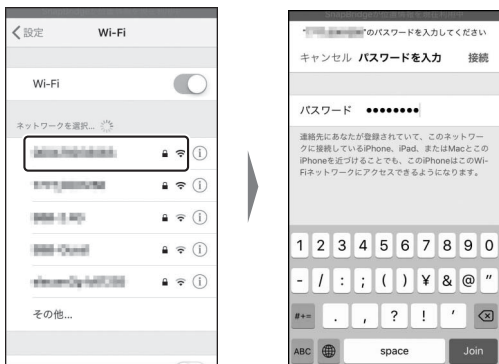 設定
Wi-Fi
Wi-Fi
ネットワークを選択...
その他...
"のパスワードを入力してください
キャンセル パスワードを入力 接続
パスワード ●●●●●●●●
連絡先にあなたが登録されていて、このネットワー
クに接続しているiPhone、iPad、またはMacとこの
iPhoneを近づけることでも、このiPhoneはこのWi-
Fiネットワークにアクセスできるようになります。
1 2 3 4 5 6 7 8 9 0
- / : ; ( ) ¥ & @ "
#+= . , ? ! '
ABC space Join